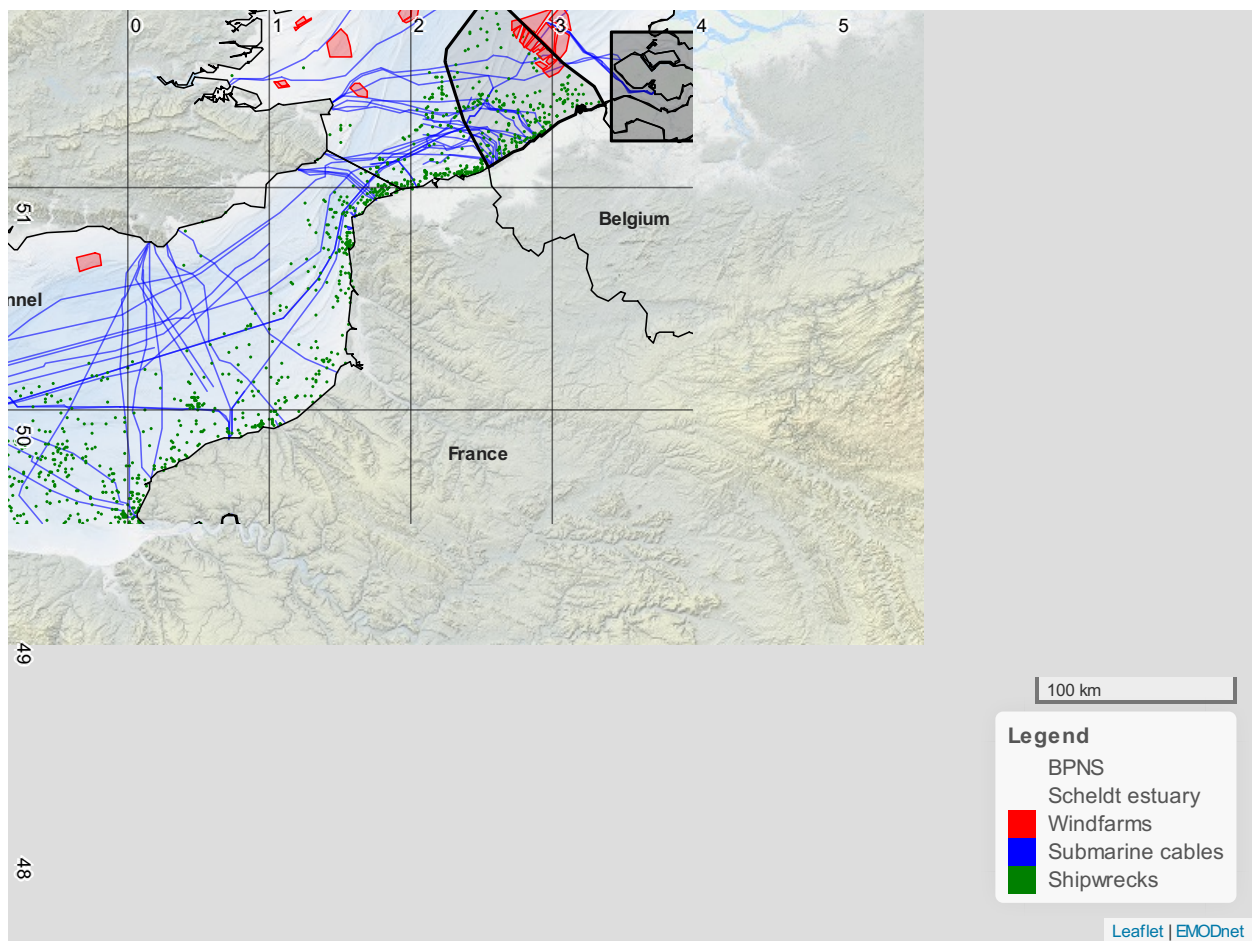 0 1 2 3 4 5
51
Belgium
nnel
50
France
49
100 km
Legend
BPNS
Scheldt estuary
Windfarms
Submarine cables
Shipwrecks
48
Leaflet | EMODnet